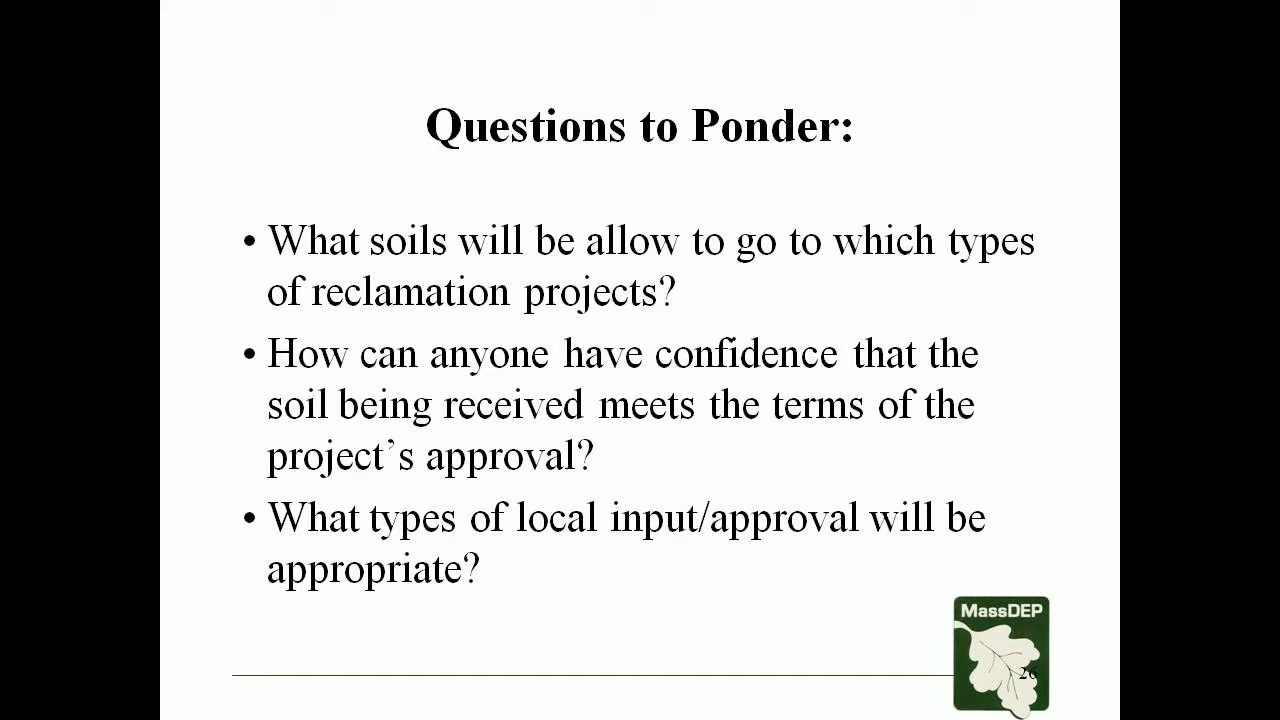 Questions to Ponder:
• What soils will be allow to go to which types
of reclamation projects?
• How can anyone have confidence that the
soil being received meets the terms of the
project’s approval?
• What types of local input/approval will be
appropriate?
MassDEP
26